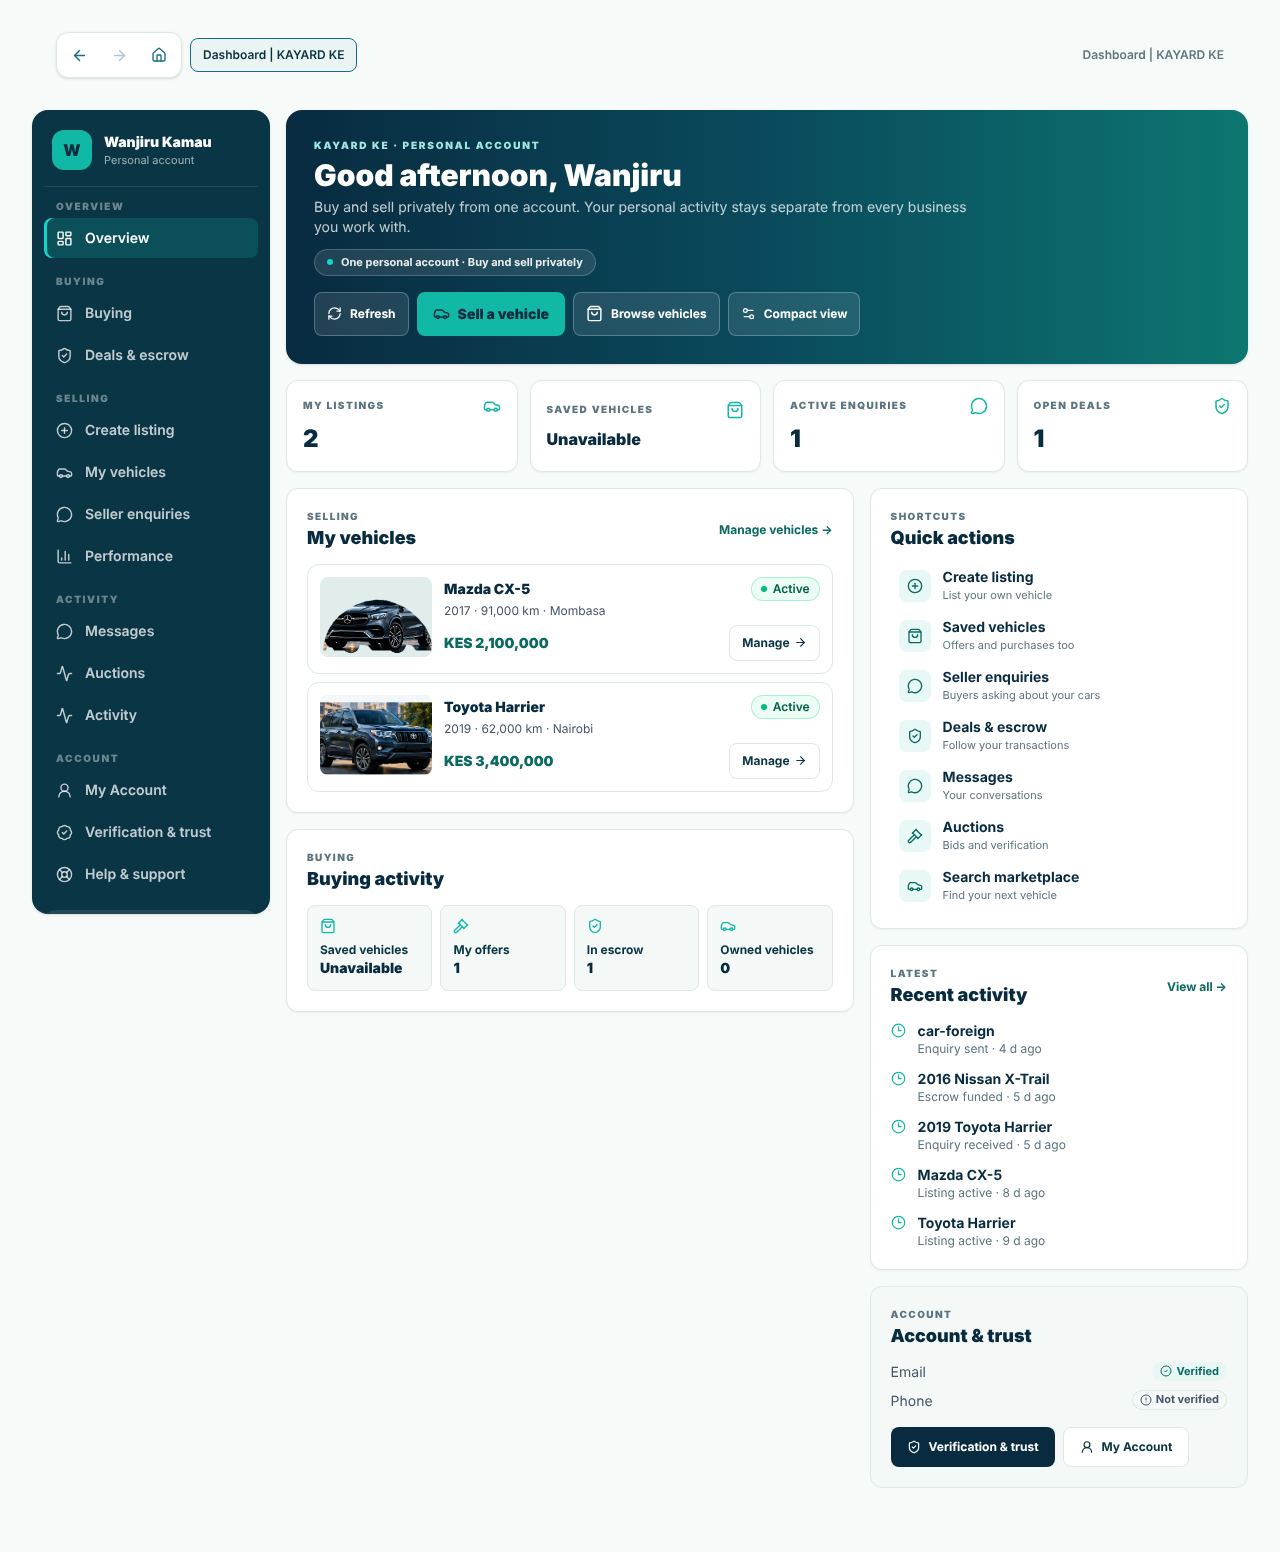 Dashboard | KAYARD KE
Dashboard | KAYARD KE
W
Wanjiru Kamau
Personal account
OVERVIEW
Overview
BUYING
Buying
Deals & escrow
SELLING
Create listing
My vehicles
Seller enquiries
Performance
ACTIVITY
Messages
Auctions
Activity
ACCOUNT
My Account
Verification & trust
Help & support
KAYARD KE · PERSONAL ACCOUNT
Good afternoon, Wanjiru
Buy and sell privately from one account. Your personal activity stays separate from every business
you work with.
One personal account · Buy and sell privately
Refresh
Sell a vehicle
Browse vehicles
Compact view
MY LISTINGS
2
SAVED VEHICLES
Unavailable
ACTIVE ENQUIRIES
1
OPEN DEALS
1
SELLING
My vehicles
Manage vehicles →
Mazda CX-5
Active
2017 · 91,000 km · Mombasa
KES 2,100,000
Manage →
Toyota Harrier
Active
2019 · 62,000 km · Nairobi
KES 3,400,000
Manage →
BUYING
Buying activity
Saved vehicles
Unavailable
My offers
1
In escrow
1
Owned vehicles
0
SHORTCUTS
Quick actions
Create listing
List your own vehicle
Saved vehicles
Offers and purchases too
Seller enquiries
Buyers asking about your cars
Deals & escrow
Follow your transactions
Messages
Your conversations
Auctions
Bids and verification
Search marketplace
Find your next vehicle
LATEST
Recent activity
View all →
car-foreign
Enquiry sent · 4 d ago
2016 Nissan X-Trail
Escrow funded · 5 d ago
2019 Toyota Harrier
Enquiry received · 5 d ago
Mazda CX-5
Listing active · 8 d ago
Toyota Harrier
Listing active · 9 d ago
ACCOUNT
Account & trust
Email
Verified
Phone
Not verified
Verification & trust
My Account